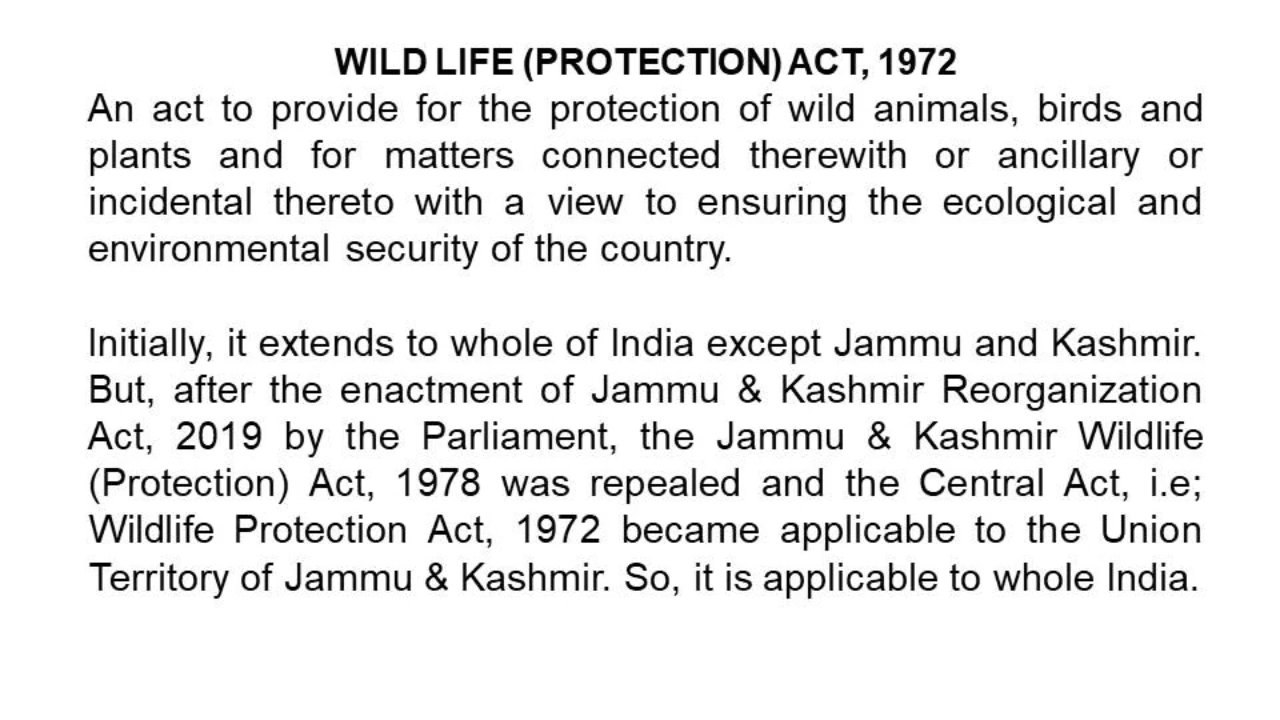 WILD LIFE (PROTECTION) ACT, 1972
An act to provide for the protection of wild animals, birds and
plants and for matters connected therewith or ancillary or
incidental thereto with a view to ensuring the ecological and
environmental security of the country.
Initially, it extends to whole of India except Jammu and Kashmir.
But, after the enactment of Jammu & Kashmir Reorganization
Act, 2019 by the Parliament, the Jammu & Kashmir Wildlife
(Protection) Act, 1978 was repealed and the Central Act, i.e;
Wildlife Protection Act, 1972 became applicable to the Union
Territory of Jammu & Kashmir. So, it is applicable to whole India.